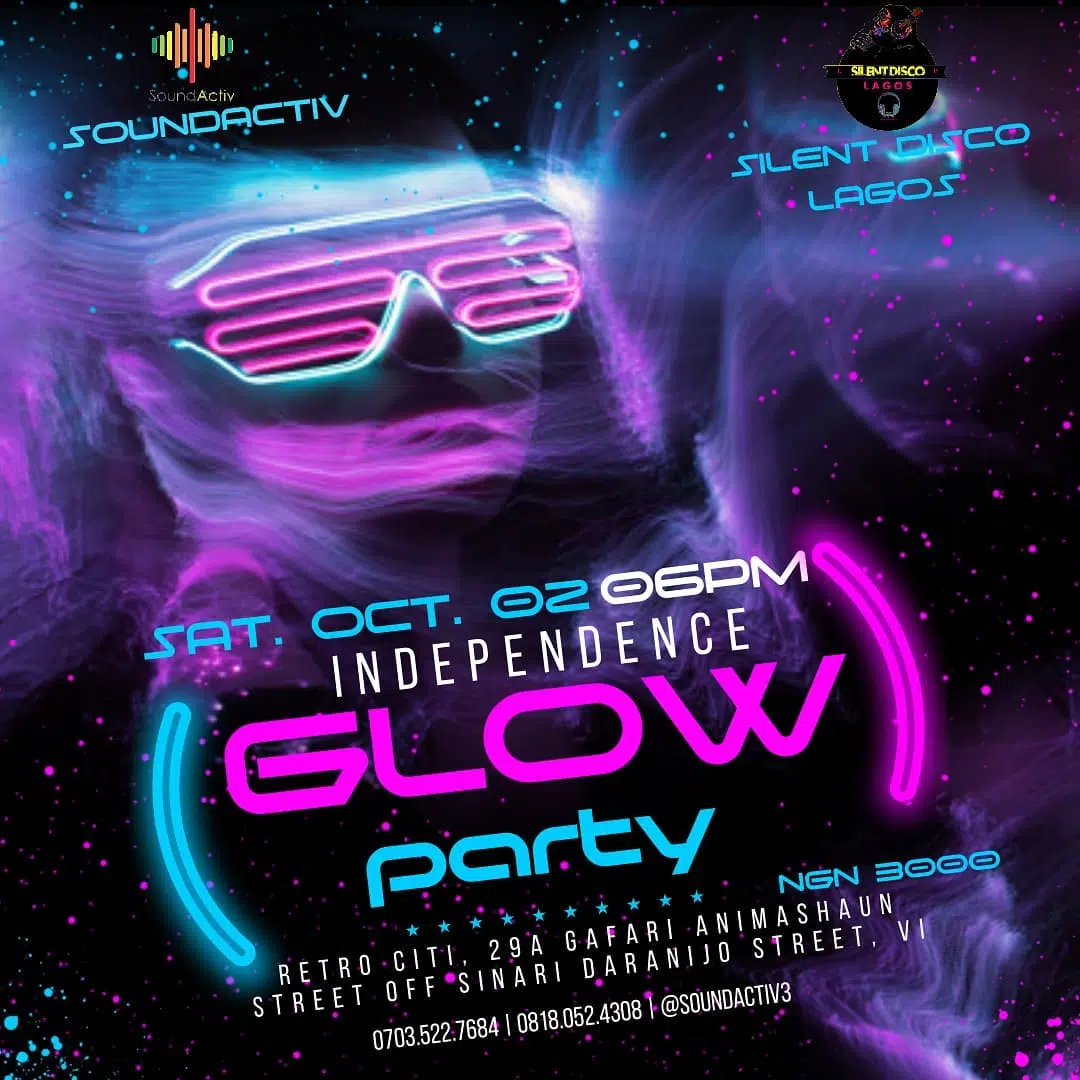 SoundActiv
SOUNDACTIV
SILENT DISCO
LAGOS
SILENT DISCO
LAGOS
SAT. OCT. 02 06PM
INDEPENDENCE
GLOW
party
NGN 3000
RETRO CITI, 29A GAFARI ANIMASHAUN
STREET OFF SINARI DARANIJO STREET, VI
0703.522.7684 | 0818.052.4308 | @SOUNDACTIV3